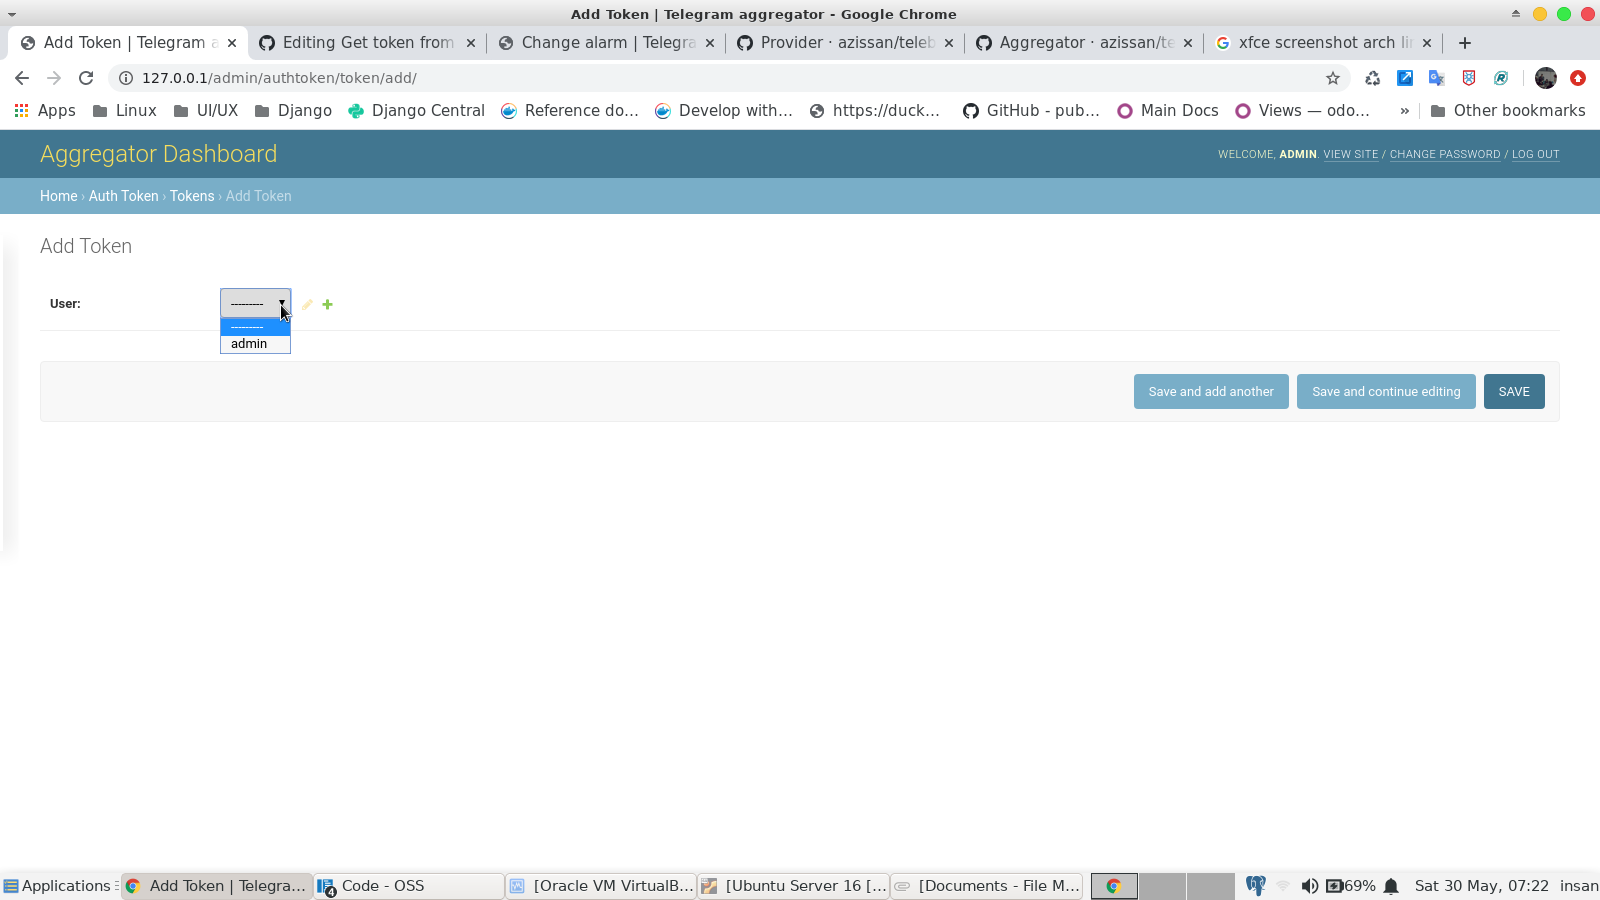 Add Token | Telegram aggregator - Google Chrome
Add Token | Telegram a
Editing Get token from
Change alarm | Telegra
Provider · azissan/teleb
Aggregator · azissan/te
xfce screenshot arch li
127.0.0.1/admin/authtoken/token/add/
Apps
Linux
UI/UX
Django
Django Central
Reference do...
Develop with...
https://duck...
GitHub - pub...
Main Docs
Views — odo...
»
Other bookmarks
Aggregator Dashboard
WELCOME, ADMIN. VIEW SITE / CHANGE PASSWORD / LOG OUT
Home › Auth Token › Tokens › Add Token
Add Token
User:
---------
---------
admin
Save and add another
Save and continue editing
SAVE
Applications
Add Token | Telegra...
4
Code - OSS
[Oracle VM VirtualB...
[Ubuntu Server 16 [...
[Documents - File M...
69%
Sat 30 May, 07:22
insan